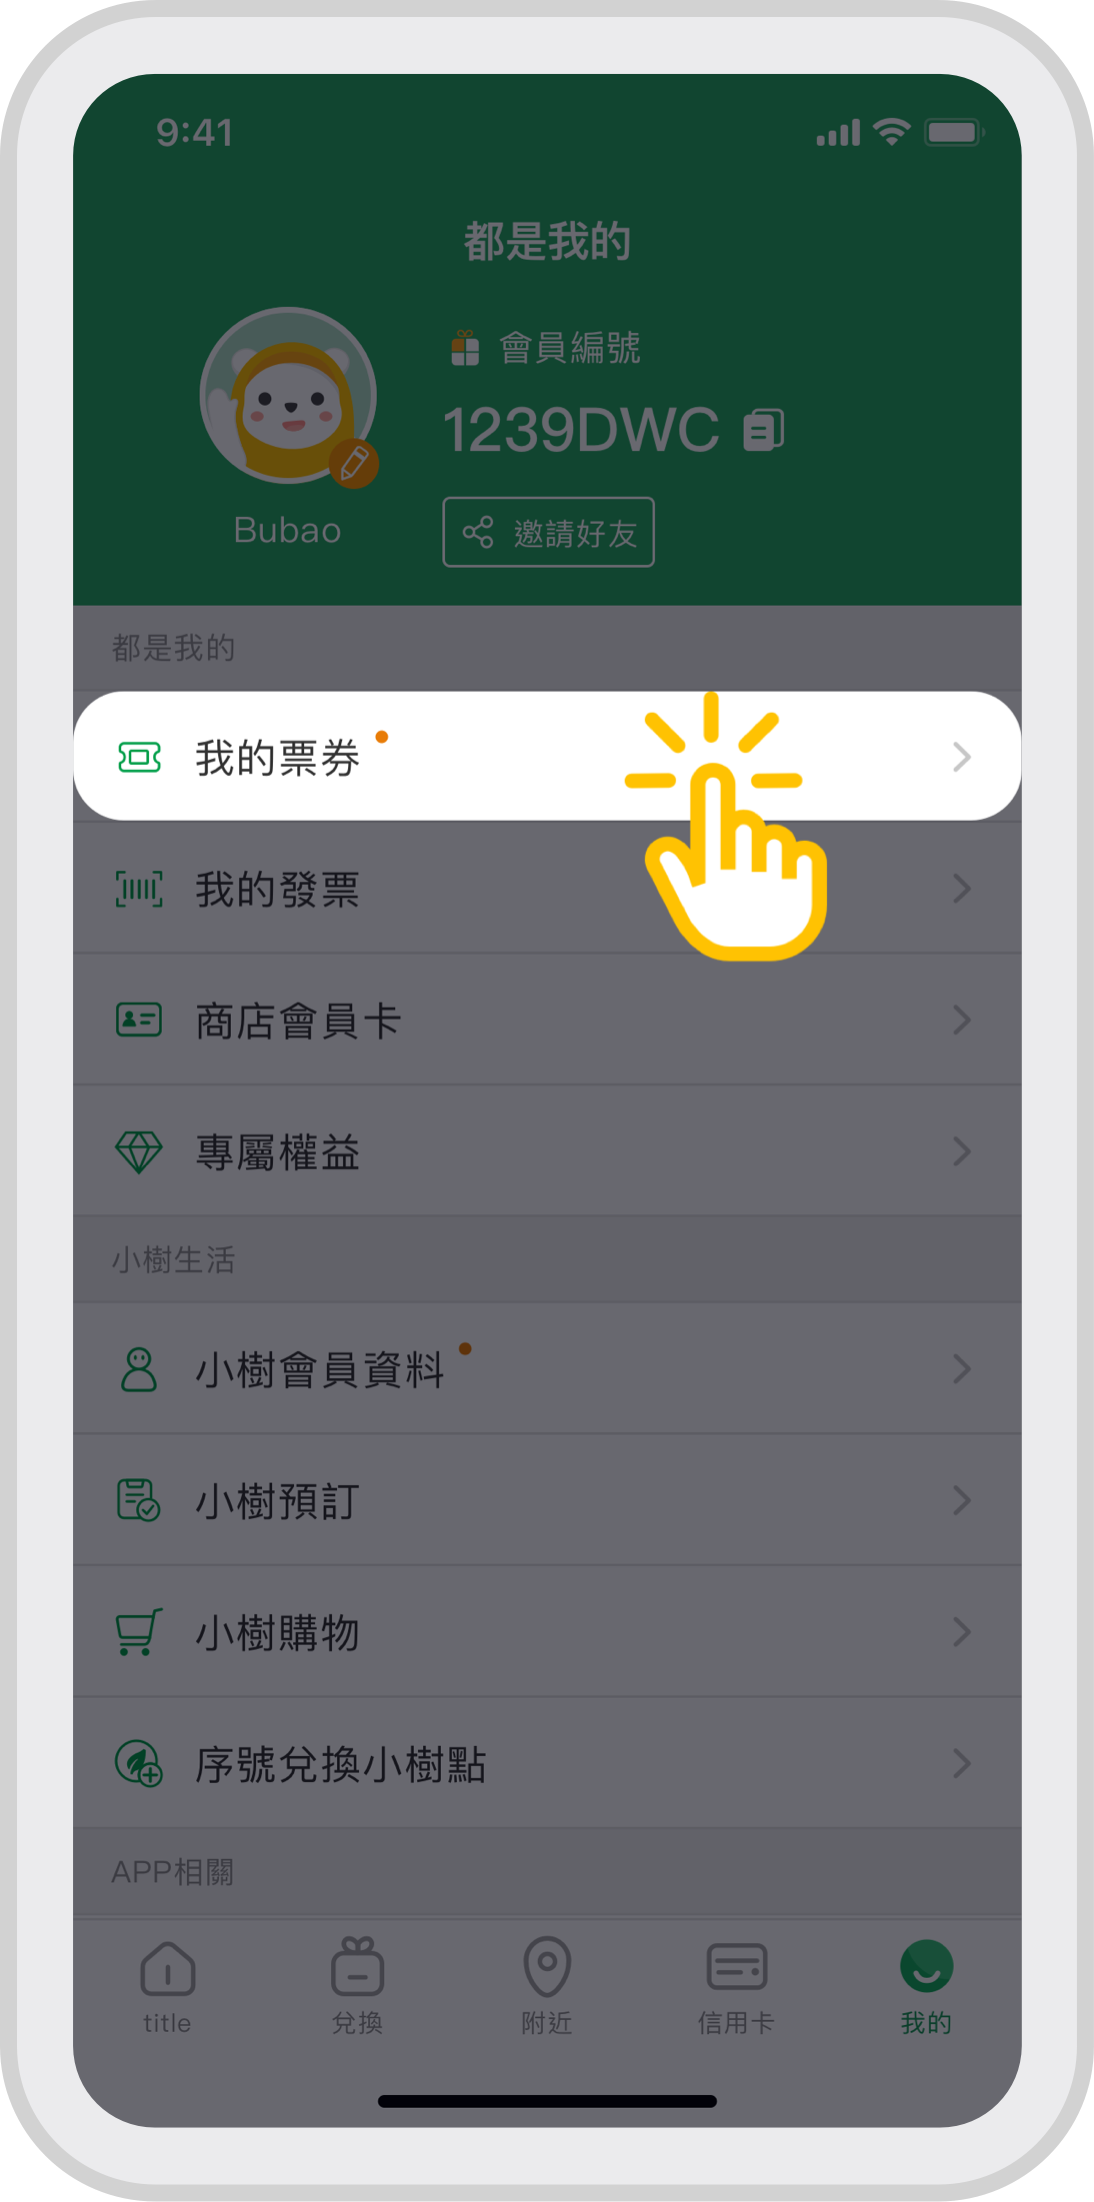 9:41
都是我的
會員編號
1239DWC
Bubao
邀請好友
都是我的
我的票券
我的發票
商店會員卡
專屬權益
小樹生活
小樹會員資料
小樹預訂
小樹購物
序號兌換小樹點
APP相關
title
兌換
附近
信用卡
我的